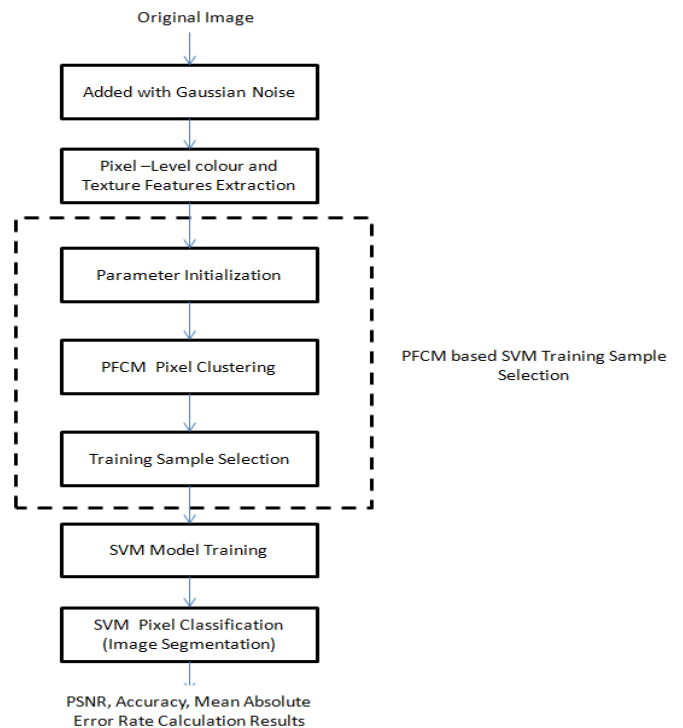 Original Image
Added with Gaussian Noise
Pixel –Level colour and
Texture Features Extraction
Parameter Initialization
PFCM Pixel Clustering
PFCM based SVM Training Sample
Selection
Training Sample Selection
SVM Model Training
SVM Pixel Classification
(Image Segmentation)
PSNR, Accuracy, Mean Absolute
Error Rate Calculation Results